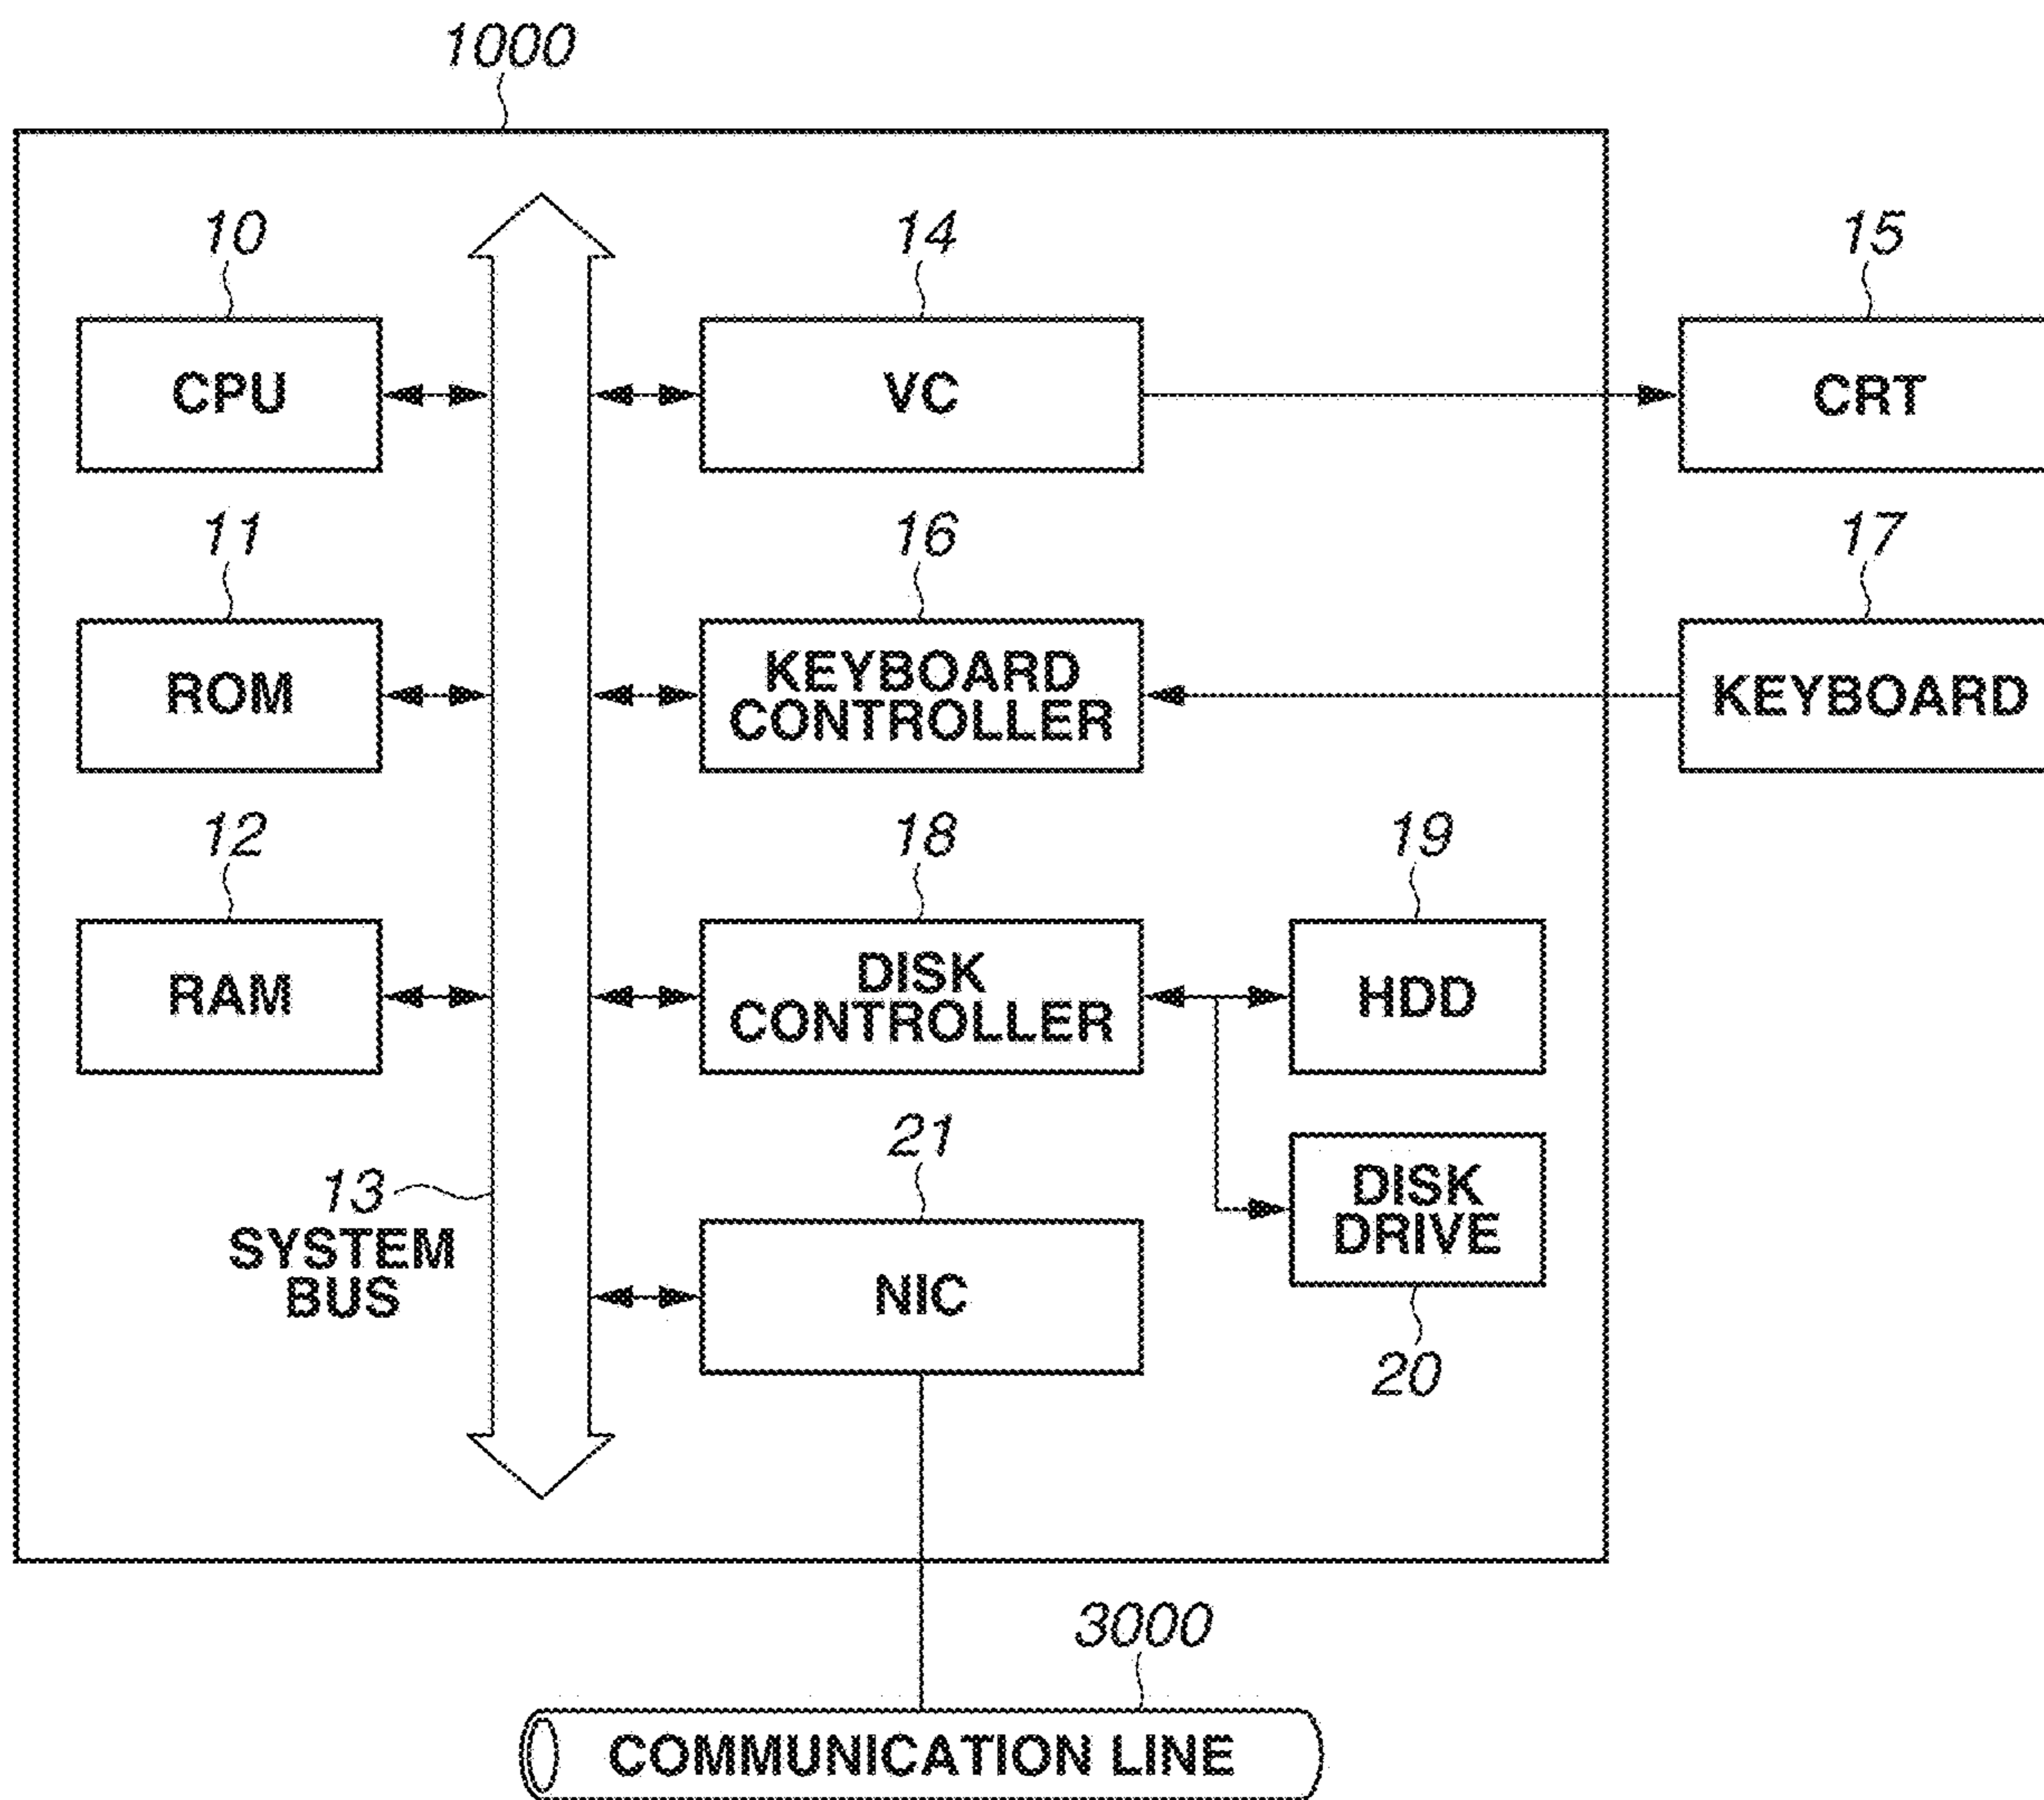 1000
10
14
15
CPU
VC
CRT
11
16
17
ROM
KEYBOARD
CONTROLLER
KEYBOARD
12
18
19
RAM
DISK
CONTROLLER
HDD
21
13
SYSTEM
BUS
NIC
DISK
DRIVE
20
3000
COMMUNICATION LINE